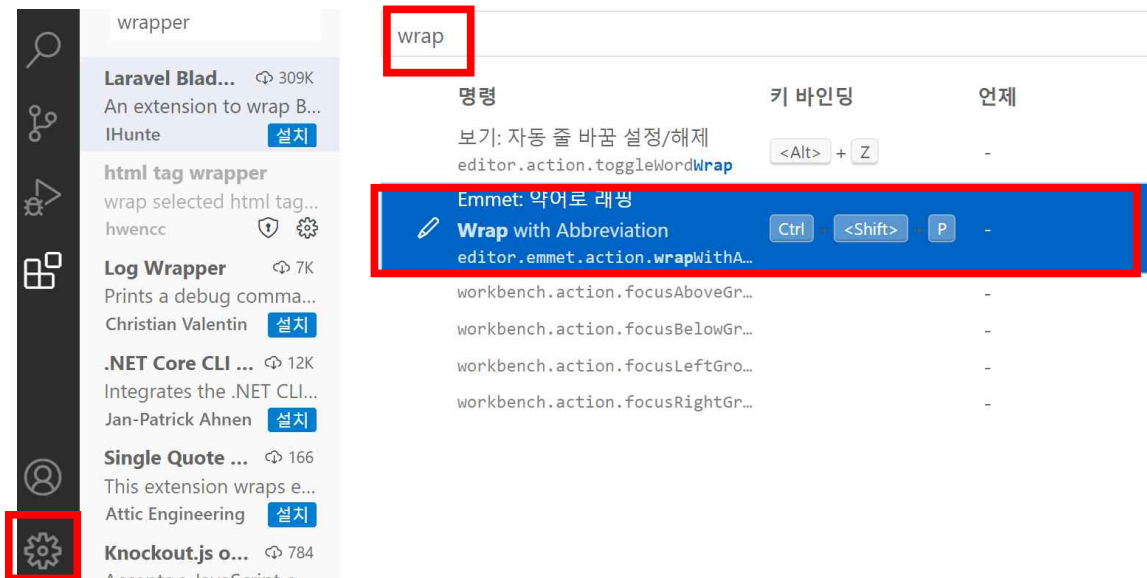 wrapper
Laravel Blad... 309K
An extension to wrap B...
IHunte 설치
html tag wrapper
wrap selected html tag...
hwencc
Log Wrapper 7K
Prints a debug comma...
Christian Valentin 설치
.NET Core CLI ... 12K
Integrates the .NET CLI...
Jan-Patrick Ahnen 설치
Single Quote ... 166
This extension wraps e...
Attic Engineering 설치
Knockout.js o... 784
wrap
명령 키 바인딩 언제
보기: 자동 줄 바꿈 설정/해제
editor.action.toggleWordWrap <Alt> + Z -
Emmet: 약어로 래핑
Wrap with Abbreviation Ctrl + <Shift> + P -
editor.emmet.action.wrapWithA...
workbench.action.focusAboveGr... -
workbench.action.focusBelowGr... -
workbench.action.focusLeftGro... -
workbench.action.focusRightGr... -